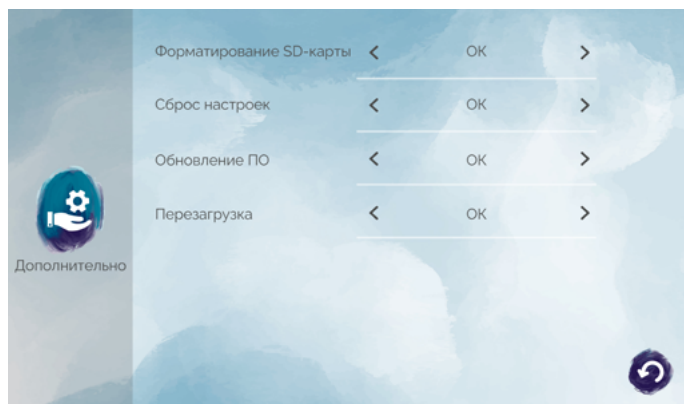 Форматирование SD-карты ОК
Сброс настроек ОК
Обновление ПО ОК
Перезагрузка ОК
Дополнительно